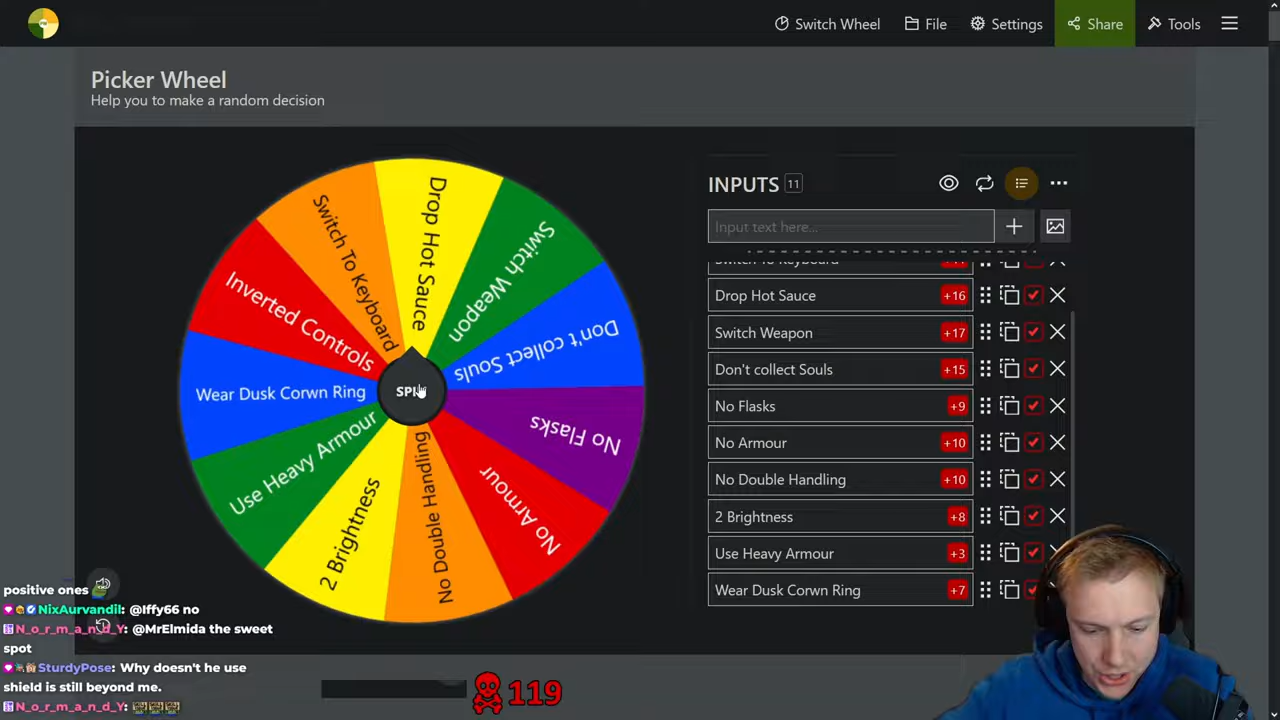 Switch Wheel
File
Settings
Share
Tools
Picker Wheel
Help you to make a random decision
Drop Hot Sauce
Switch Weapon
Don't collect Souls
No Flasks
No Armour
No Double Handling
2 Brightness
Use Heavy Armour
Wear Dusk Corwn Ring
Inverted Controls
Switch To Keyboard
INPUTS 11
Input text here...
Switch To Keyboard
Drop Hot Sauce +16
Switch Weapon +17
Don't collect Souls +15
No Flasks +9
No Armour +10
No Double Handling +10
2 Brightness +8
Use Heavy Armour +3
Wear Dusk Corwn Ring +7
positive ones
NixAurvandil: @Iffy66 no
N_o_r_m_a_n_d_Y: @MrElmida the sweet
spot
SturdyPose: Why doesn't he use
shield is still beyond me.
N_o_r_m_a_n_d_Y:
119